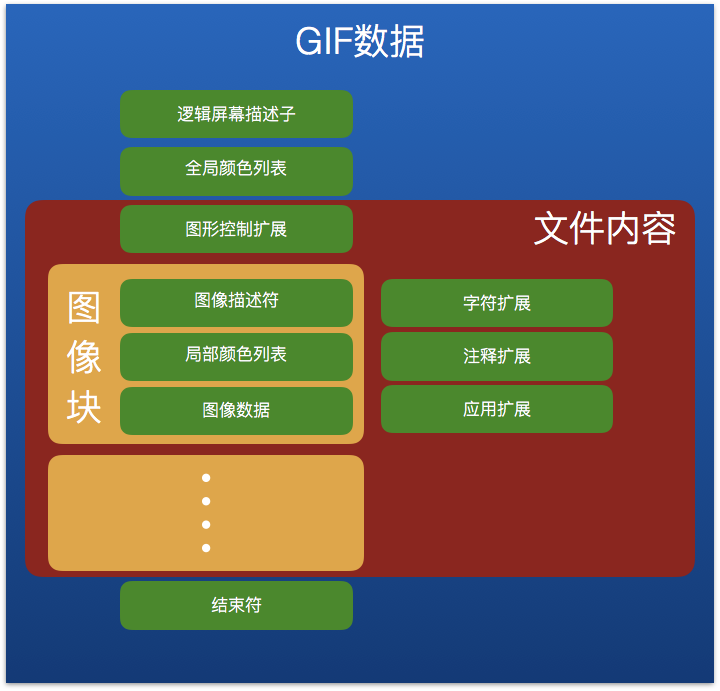 GIF数据
逻辑屏幕描述子
全局颜色列表
图形控制扩展
文件内容
图像块
图像描述符
局部颜色列表
图像数据
字符扩展
注释扩展
应用扩展
结束符